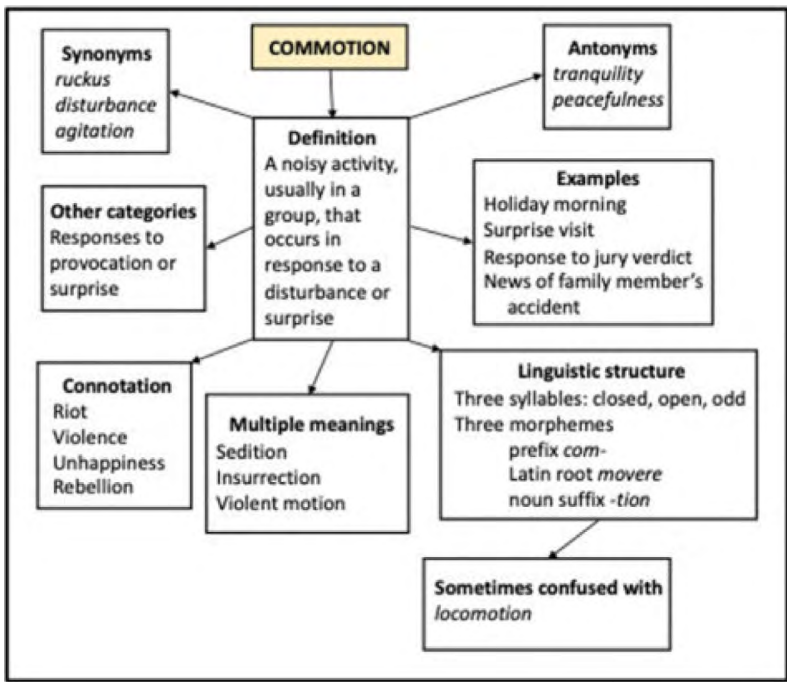 COMMOTION
Synonyms
ruckus
disturbance
agitation
Antonyms
tranquility
peacefulness
Definition
A noisy activity,
usually in a
group, that
occurs in
response to a
disturbance or
surprise
Other categories
Responses to
provocation or
surprise
Examples
Holiday morning
Surprise visit
Response to jury verdict
News of family member's
accident
Connotation
Riot
Violence
Unhappiness
Rebellion
Multiple meanings
Sedition
Insurrection
Violent motion
Linguistic structure
Three syllables: closed, open, odd
Three morphemes
prefix com-
Latin root movere
noun suffix -tion
Sometimes confused with
locomotion